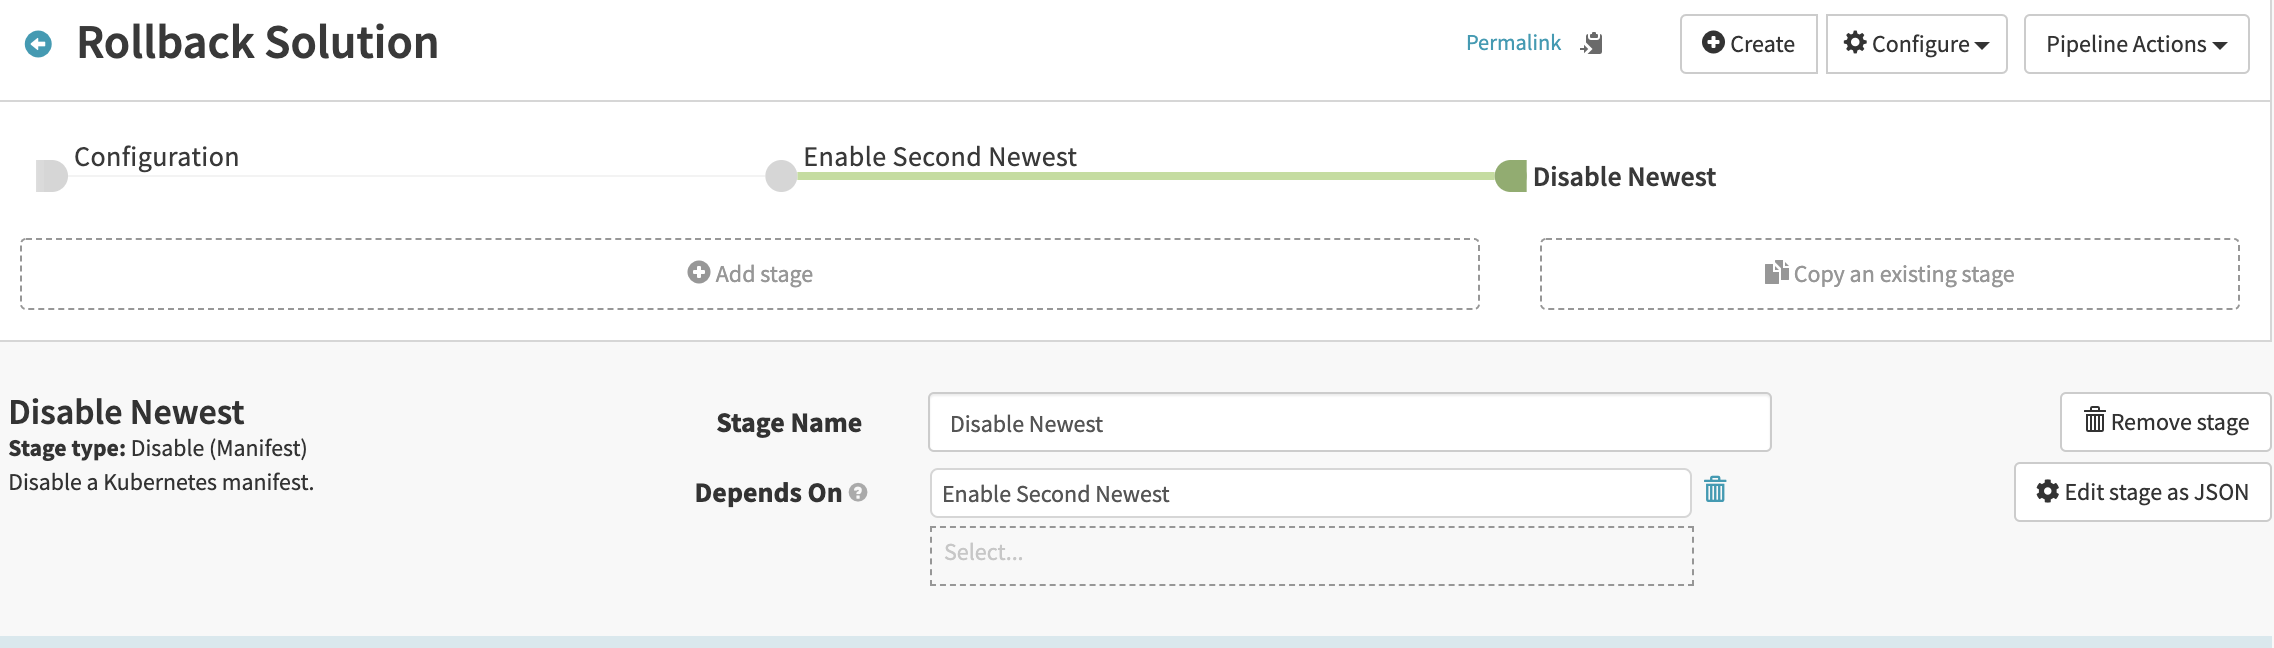 Rollback Solution
Permalink
Create
Configure
Pipeline Actions
Configuration
Enable Second Newest
Disable Newest
Add stage
Copy an existing stage
Disable Newest
Stage type: Disable (Manifest)
Disable a Kubernetes manifest.
Stage Name
Disable Newest
Remove stage
Depends On ?
Enable Second Newest
Edit stage as JSON
Select...